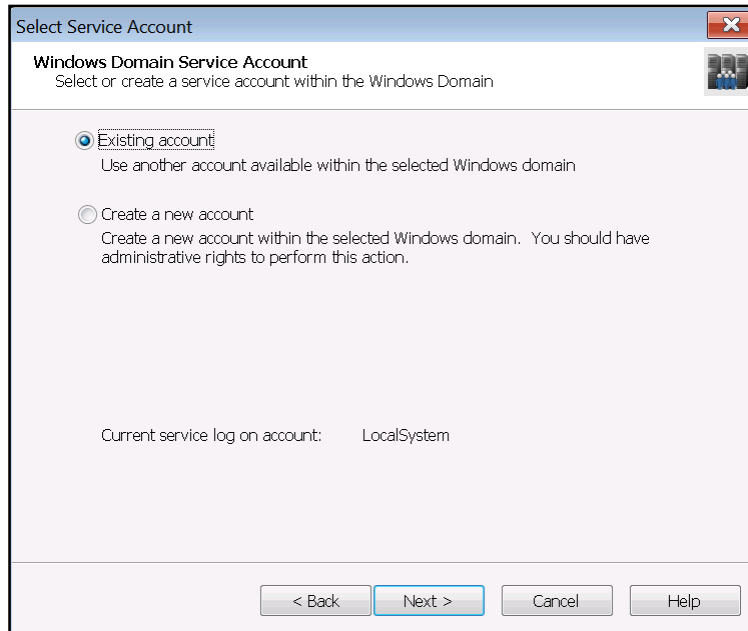 Select Service Account
Windows Domain Service Account
Select or create a service account within the Windows Domain
Existing account
Use another account available within the selected Windows domain
Create a new account
Create a new account within the selected Windows domain.  You should have
administrative rights to perform this action.
Current service log on account: LocalSystem
< Back Next > Cancel Help